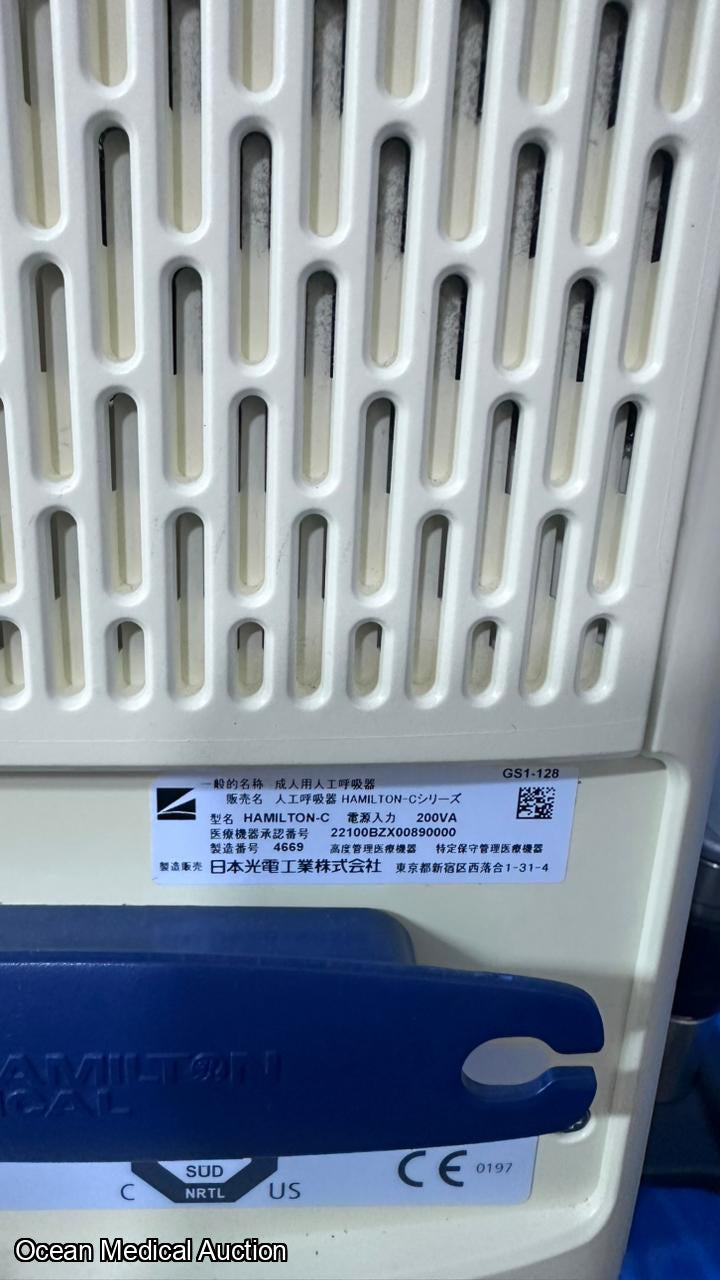 GS1-128
一般的名称 成人用人工呼吸器
販売名 人工呼吸器 HAMILTON-Cシリーズ
型名 HAMILTON-C 電源入力 200VA
医療機器承認番号 22100BZX00890000
製造番号 4669 高度管理医療機器 特定保守管理医療機器
製造販売 日本光電工業株式会社 東京都新宿区西落合1-31-4
AMILTON
ICAL
SÜD
NRTL
C US
CE 0197
Ocean Medical Auction